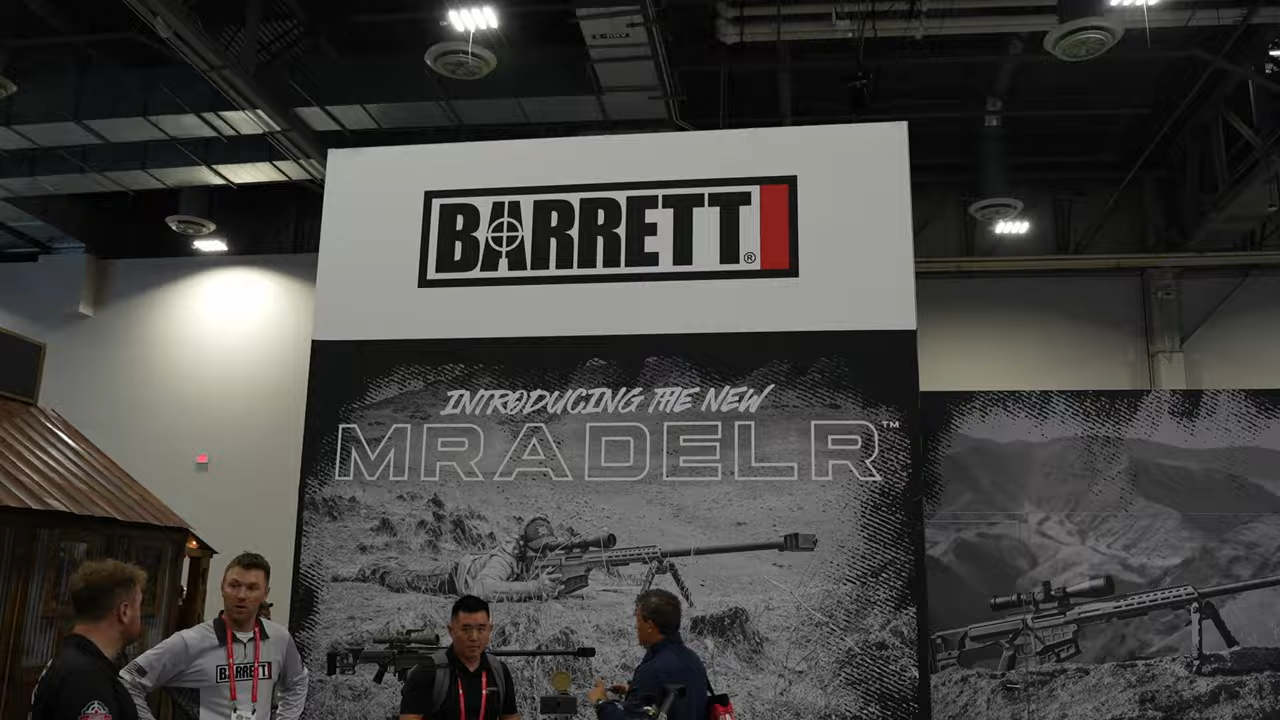 BARRETT®
INTRODUCING THE NEW
MRADELR™
BARRETT